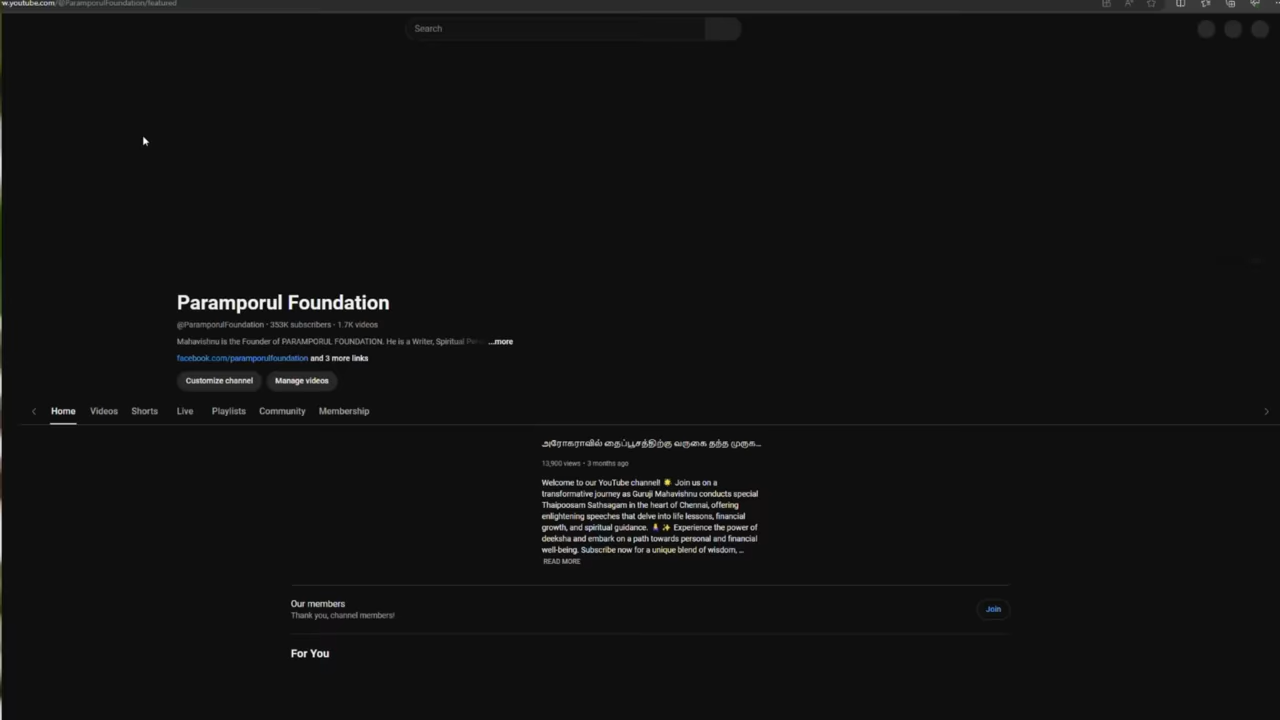 w.youtube.com/@ParamporulFoundation/featured
Search
Paramporul Foundation
@ParamporulFoundation · 353K subscribers · 1.7K videos
Mahavishnu is the Founder of PARAMPORUL FOUNDATION. He is a Writer, Spiritual ...more
facebook.com/paramporulfoundation and 3 more links
Customize channel Manage videos
Home Videos Shorts Live Playlists Community Membership
அரோகராவில் தைப்பூசத்திற்கு வருகை தந்த முருக...
13,900 views • 3 months ago
Welcome to our YouTube channel! 🌟 Join us on a
transformative journey as Guruji Mahavishnu conducts special
Thaipoosam Sathsagam in the heart of Chennai, offering
enlightening speeches that delve into life lessons, financial
growth, and spiritual guidance. 🧘‍♂️ ✨ Experience the power of
deeksha and embark on a path towards personal and financial
well-being. Subscribe now for a unique blend of wisdom, ...
READ MORE
Our members
Thank you, channel members!
Join
For You